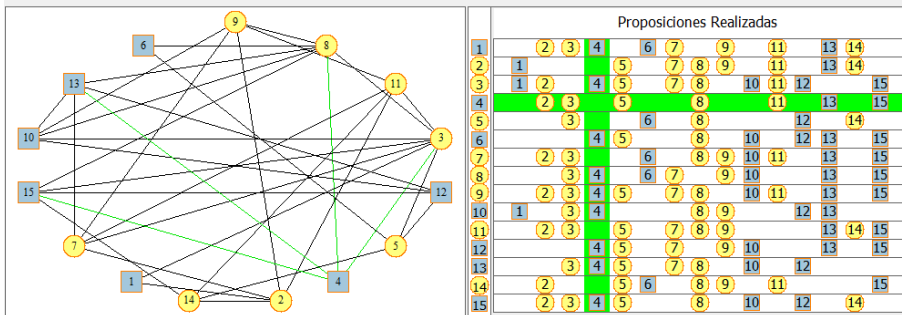 9
6
8
13
11
10
3
15
12
7
5
1
4
14
2
Proposiciones Realizadas
1 2 3 4 6 7 9 11 13 14
2 1 5 7 8 9 11 13 14
3 1 2 4 5 7 8 10 11 12 15
4 2 3 5 8 11 13 15
5 3 6 8 12 14
6 4 5 8 10 12 13 15
7 2 3 6 8 9 10 11 13 15
8 3 4 6 7 9 10 13 15
9 2 3 4 5 7 8 10 11 13 15
10 1 3 4 8 9 12 13
11 2 3 4 5 7 8 9 13 14 15
12 4 5 7 9 10 13 15
13 3 4 5 7 8 10 12
14 2 4 5 6 8 9 11 15
15 2 3 4 5 8 10 12 14